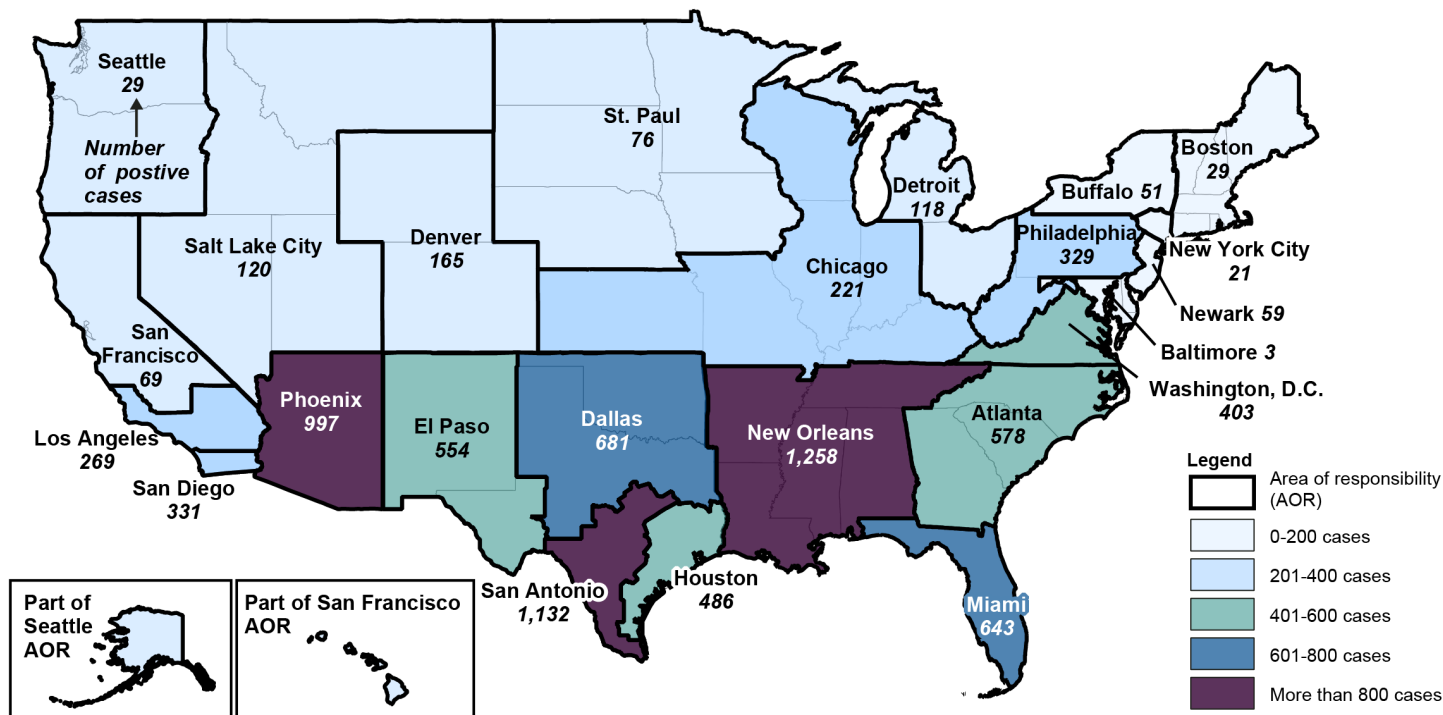 Seattle
29
Number
of postive
cases
St. Paul
76
Boston
29
Buffalo 51
Detroit
118
Salt Lake City
120
Denver
165
Chicago
221
Philadelphia
329
New York City
21
Newark 59
Baltimore 3
Washington, D.C.
403
San
Francisco
69
Los Angeles
269
San Diego
331
Phoenix
997
El Paso
554
Dallas
681
New Orleans
1,258
Atlanta
578
San Antonio
1,132
Houston
486
Miami
643
Part of
Seattle
AOR
Part of San Francisco
AOR
Legend
Area of responsibility
(AOR)
0-200 cases
201-400 cases
401-600 cases
601-800 cases
More than 800 cases